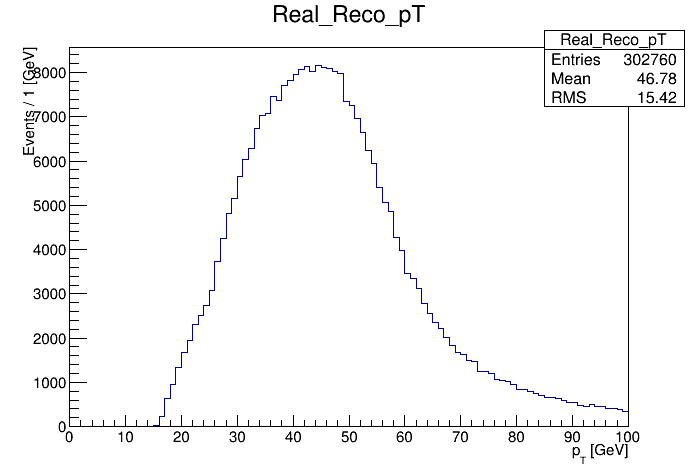 Real_Reco_pT
Real_Reco_pT
Entries 302760
Mean 46.78
RMS 15.42
Events / 1 [GeV]
8000
7000
6000
5000
4000
3000
2000
1000
0
0 10 20 30 40 50 60 70 80 90 100
p_T [GeV]